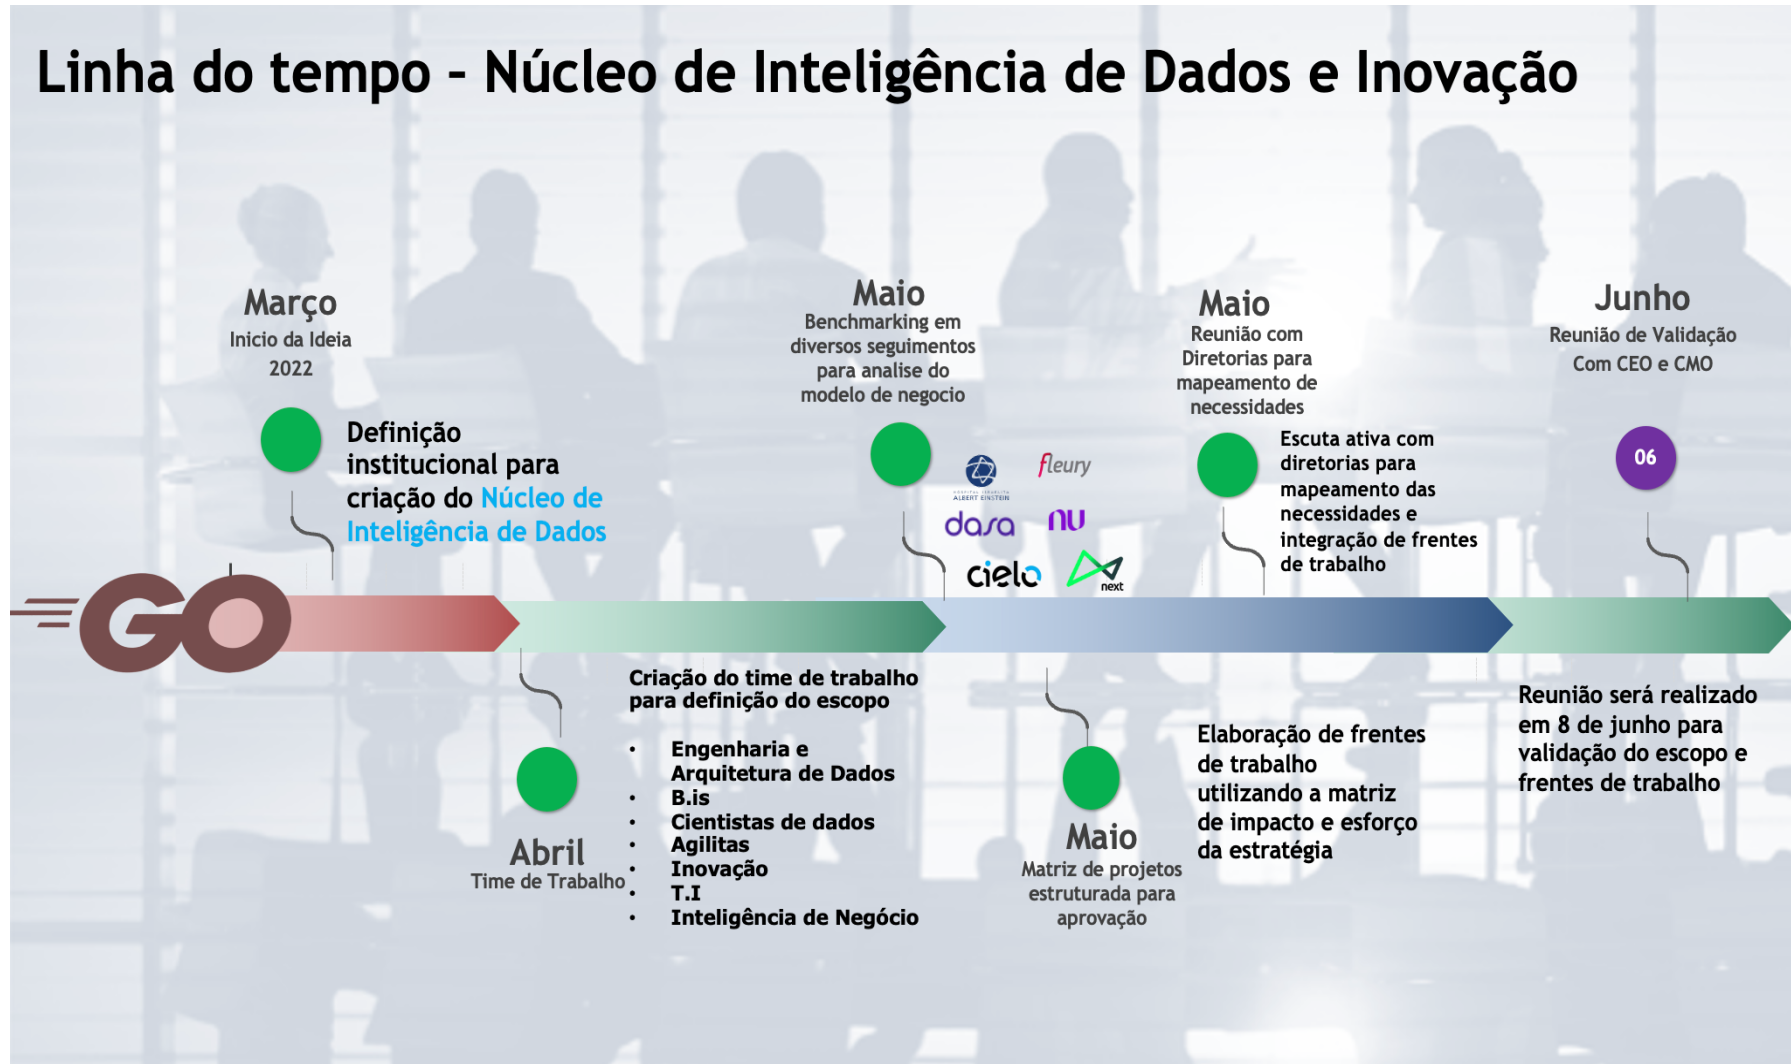 Linha do tempo - Núcleo de Inteligência de Dados e Inovação
Março
Inicio da Ideia
2022
Definição
institucional para
criação do Núcleo de
Inteligência de Dados
Maio
Benchmarking em
diversos seguimentos
para analise do
modelo de negocio
HOSPITAL ISRAELITA
ALBERT EINSTEIN
fleury
dasa
nu
cielo
next
Maio
Reunião com
Diretorias para
mapeamento de
necessidades
Escuta ativa com
diretorias para
mapeamento das
necessidades e
integração de frentes
de trabalho
Junho
Reunião de Validação
Com CEO e CMO
06
GO
Abril
Time de Trabalho
Criação do time de trabalho
para definição do escopo
• Engenharia e
Arquitetura de Dados
• B.is
• Cientistas de dados
• Agilitas
• Inovação
• T.I
• Inteligência de Negócio
Maio
Matriz de projetos
estruturada para
aprovação
Elaboração de frentes
de trabalho
utilizando a matriz
de impacto e esforço
da estratégia
Reunião será realizado
em 8 de junho para
validação do escopo e
frentes de trabalho